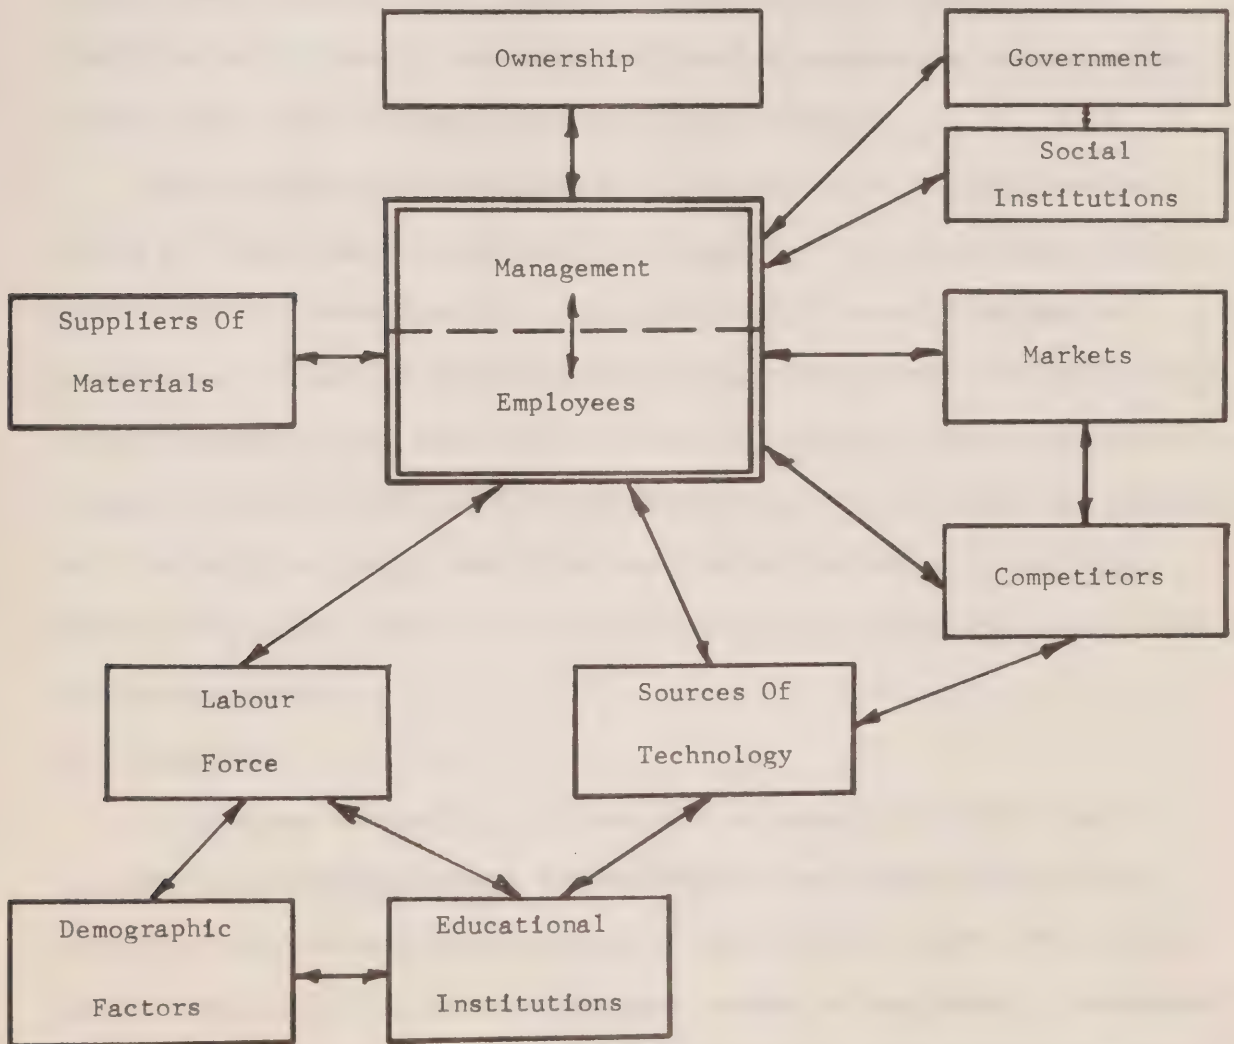 Ownership
Government
Social
Institutions
Management
Suppliers Of
Materials
Employees
Markets
Competitors
Labour
Force
Sources Of
Technology
Demographic
Factors
Educational
Institutions